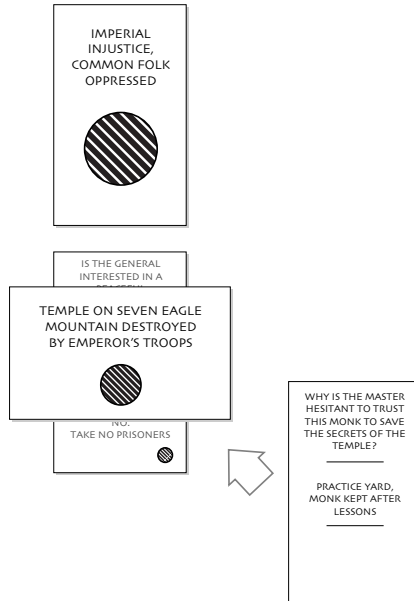 IMPERIAL
INJUSTICE,
COMMON FOLK
OPPRESSED
IS THE GENERAL
INTERESTED IN A
TEMPLE ON SEVEN EAGLE
MOUNTAIN DESTROYED
BY EMPEROR'S TROOPS
NO.
TAKE NO PRISONERS
WHY IS THE MASTER
HESITANT TO TRUST
THIS MONK TO SAVE
THE SECRETS OF THE
TEMPLE?
PRACTICE YARD,
MONK KEPT AFTER
LESSONS